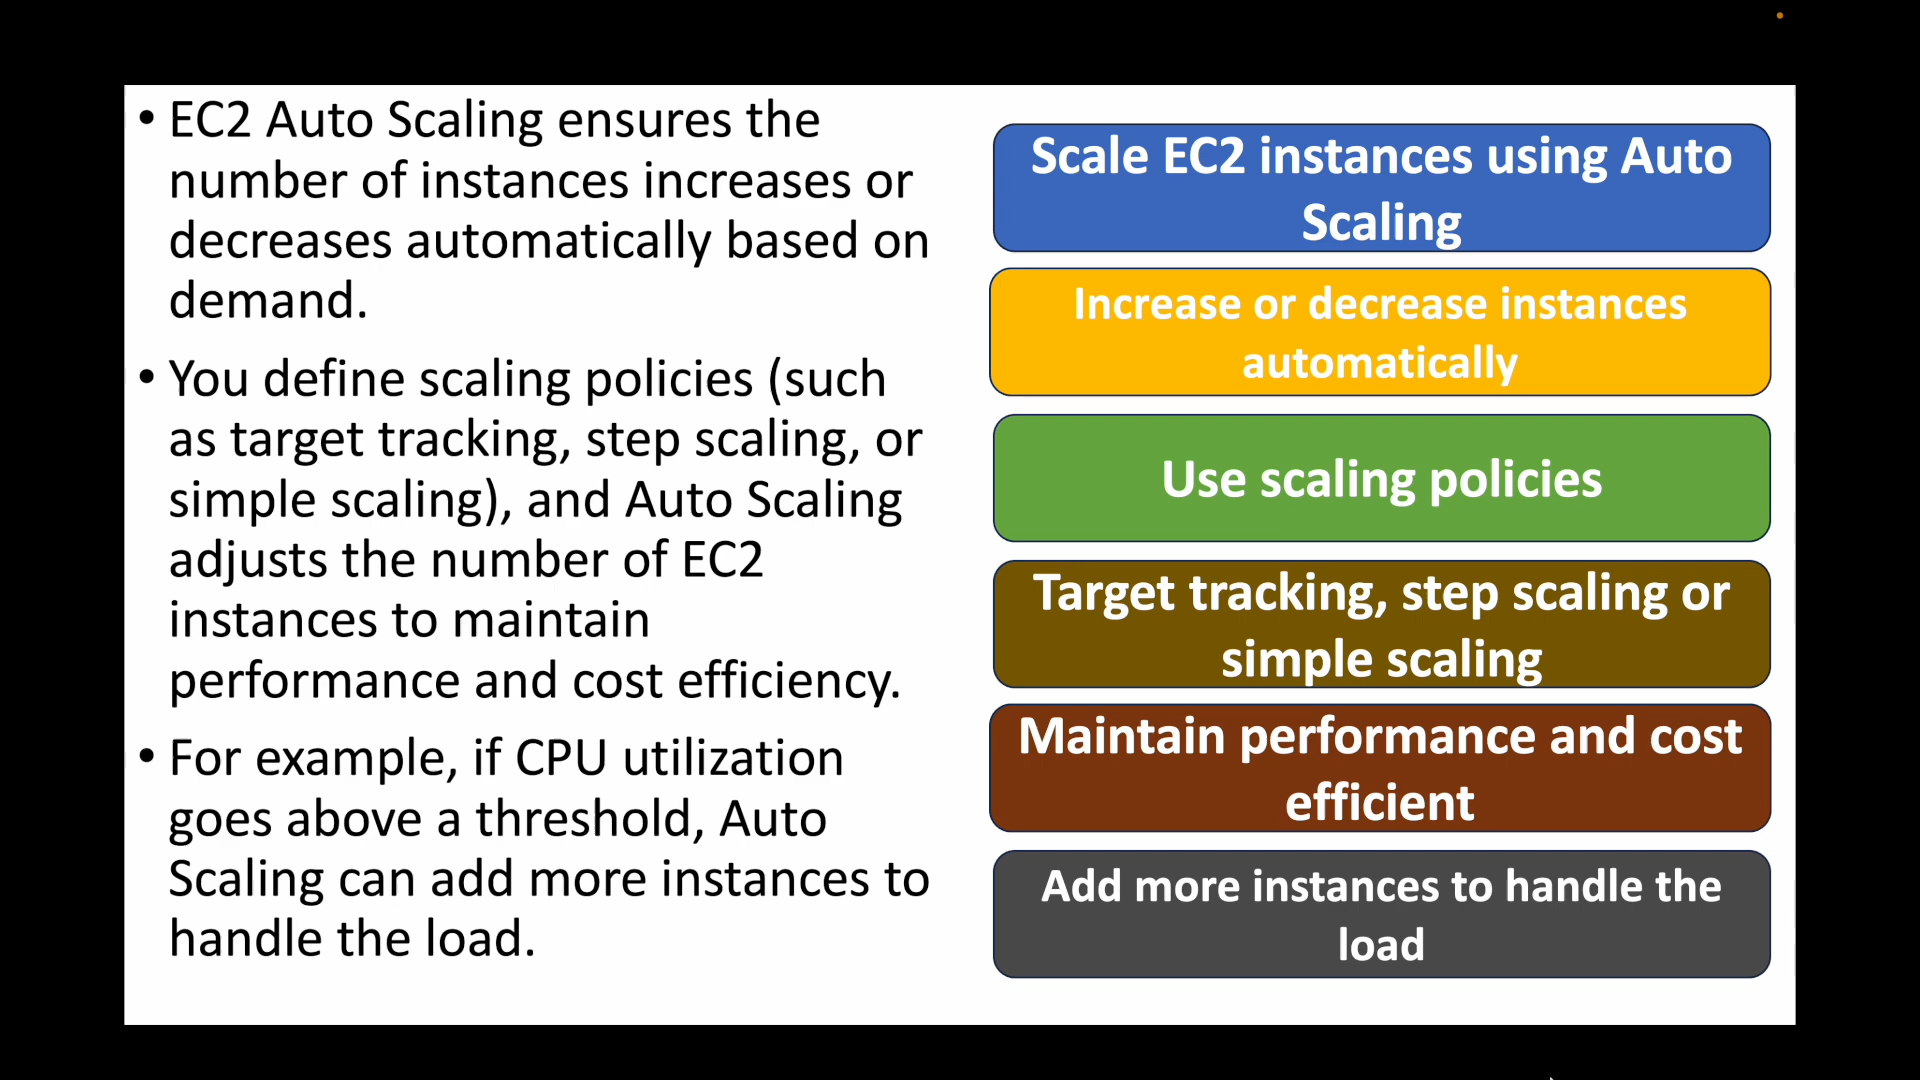 • EC2 Auto Scaling ensures the
number of instances increases or
decreases automatically based on
demand.
• You define scaling policies (such
as target tracking, step scaling, or
simple scaling), and Auto Scaling
adjusts the number of EC2
instances to maintain
performance and cost efficiency.
• For example, if CPU utilization
goes above a threshold, Auto
Scaling can add more instances to
handle the load.
Scale EC2 instances using Auto
Scaling
Increase or decrease instances
automatically
Use scaling policies
Target tracking, step scaling or
simple scaling
Maintain performance and cost
efficient
Add more instances to handle the
load